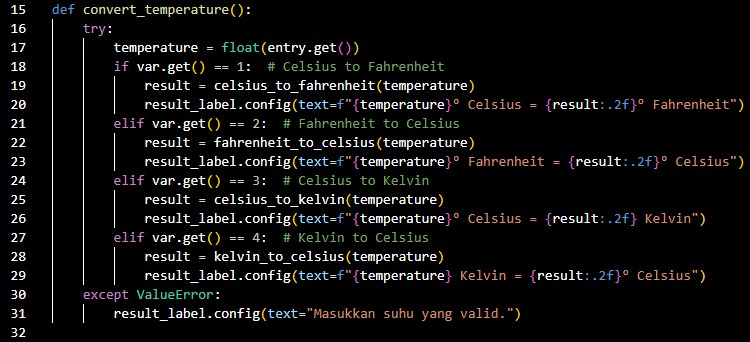 15 def convert_temperature():
16     try:
17         temperature = float(entry.get())
18         if var.get() == 1:  # Celsius to Fahrenheit
19             result = celsius_to_fahrenheit(temperature)
20             result_label.config(text=f"{temperature}° Celsius = {result:.2f}° Fahrenheit")
21         elif var.get() == 2:  # Fahrenheit to Celsius
22             result = fahrenheit_to_celsius(temperature)
23             result_label.config(text=f"{temperature}° Fahrenheit = {result:.2f}° Celsius")
24         elif var.get() == 3:  # Celsius to Kelvin
25             result = celsius_to_kelvin(temperature)
26             result_label.config(text=f"{temperature}° Celsius = {result:.2f} Kelvin")
27         elif var.get() == 4:  # Kelvin to Celsius
28             result = kelvin_to_celsius(temperature)
29             result_label.config(text=f"{temperature} Kelvin = {result:.2f}° Celsius")
30     except ValueError:
31         result_label.config(text="Masukkan suhu yang valid.")
32